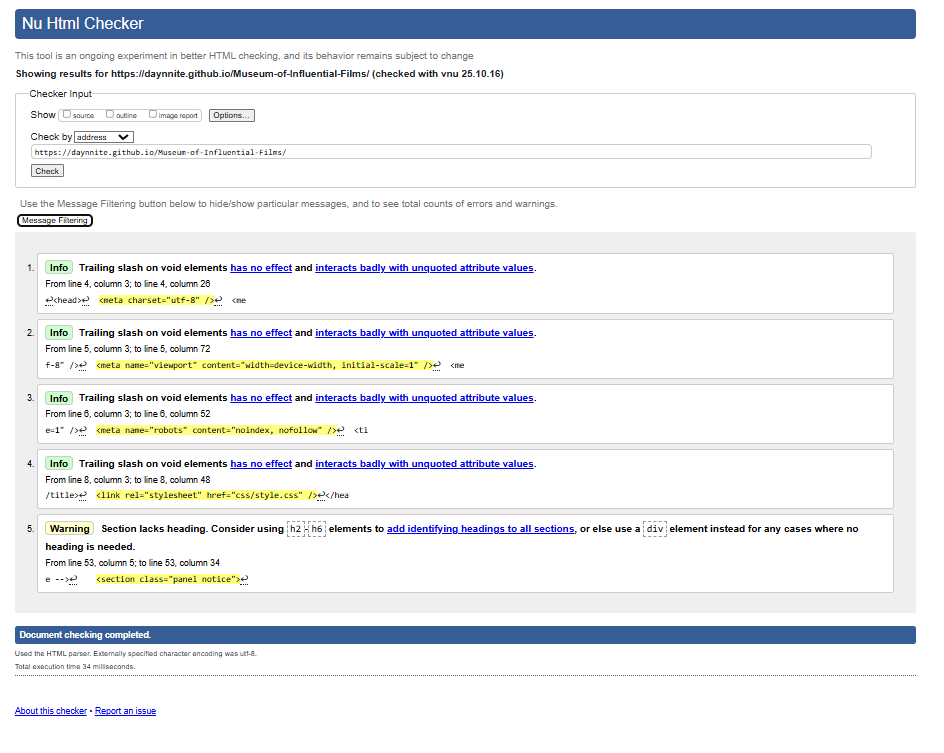 Nu Html Checker
This tool is an ongoing experiment in better HTML checking, and its behavior remains subject to change
Showing results for https://daynnite.github.io/Museum-of-Influential-Films/ (checked with vnu 25.10.16)
Checker Input
Show source outline image report Options...
Check by address
https://daynnite.github.io/Museum-of-Influential-Films/
Check
Use the Message Filtering button below to hide/show particular messages, and to see total counts of errors and warnings.
Message Filtering
1. Info Trailing slash on void elements has no effect and interacts badly with unquoted attribute values.
From line 4, column 3; to line 4, column 26
↩<head>↩ <meta charset="utf-8" />↩ <me
2. Info Trailing slash on void elements has no effect and interacts badly with unquoted attribute values.
From line 5, column 3; to line 5, column 72
f-8" />↩ <meta name="viewport" content="width=device-width, initial-scale=1" />↩ <me
3. Info Trailing slash on void elements has no effect and interacts badly with unquoted attribute values.
From line 6, column 3; to line 6, column 52
e=1" />↩ <meta name="robots" content="noindex, nofollow" />↩ <ti
4. Info Trailing slash on void elements has no effect and interacts badly with unquoted attribute values.
From line 8, column 3; to line 8, column 48
/title>↩ <link rel="stylesheet" href="css/style.css" />↩</hea
5. Warning Section lacks heading. Consider using h2-h6 elements to add identifying headings to all sections, or else use a div element instead for any cases where no
heading is needed.
From line 53, column 5; to line 53, column 34
e -->↩ <section class="panel notice">↩
Document checking completed.
Used the HTML parser. Externally specified character encoding was utf-8.
Total execution time 34 milliseconds.
About this checker • Report an issue